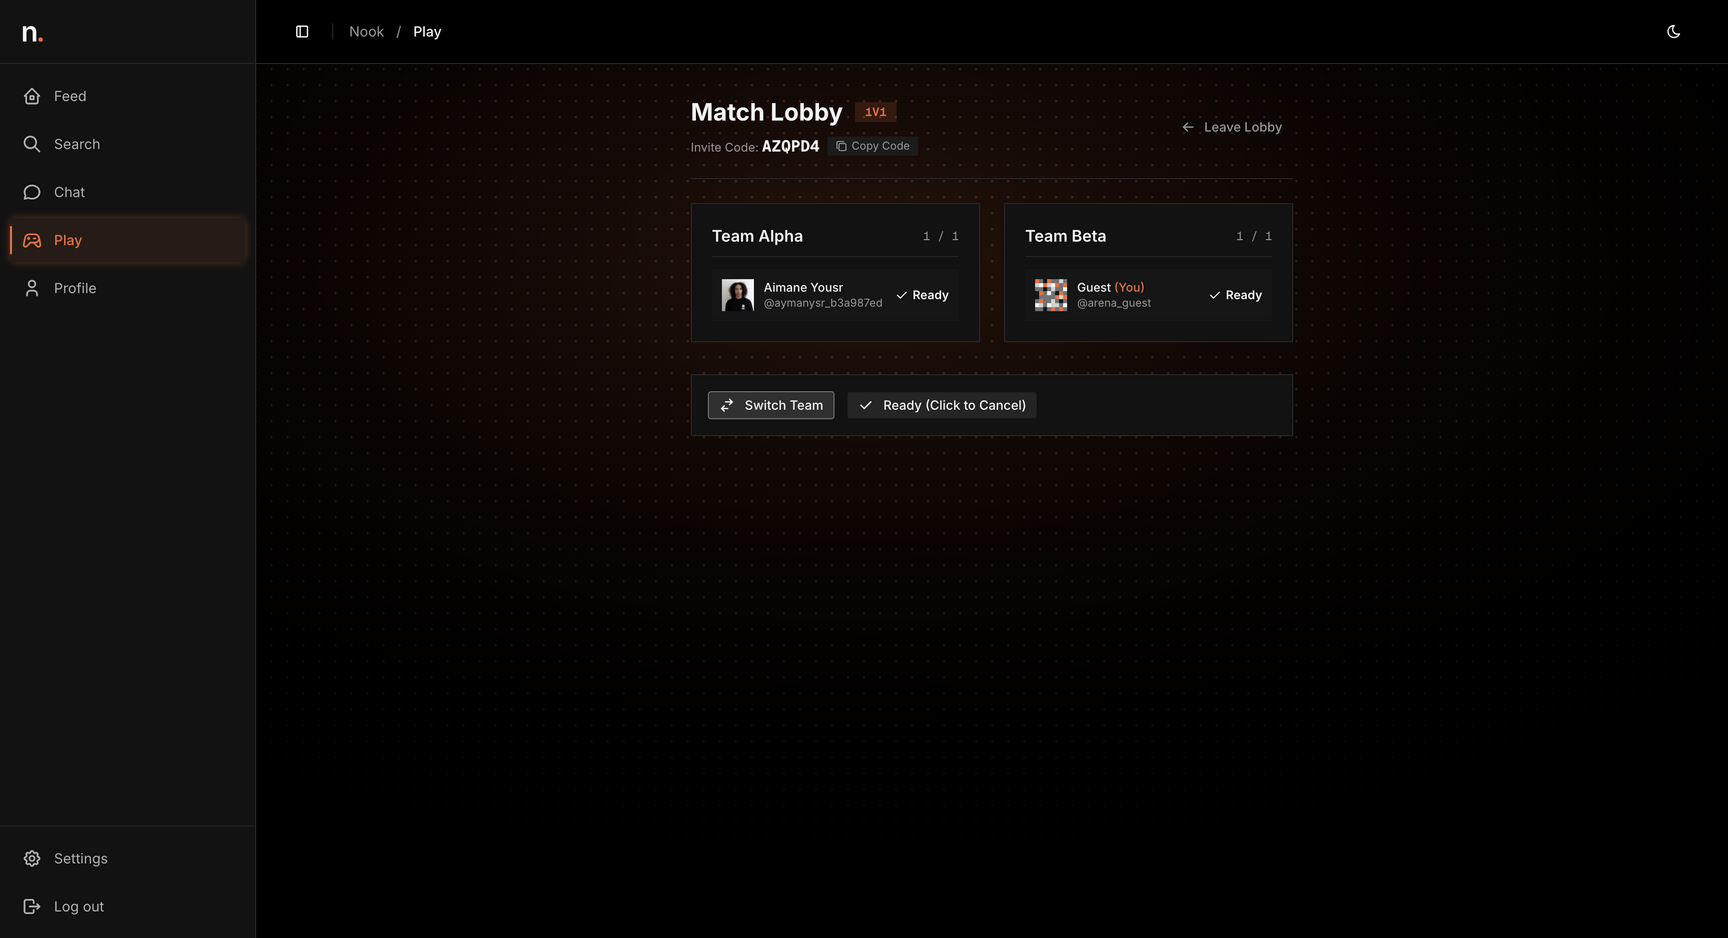 n.
Nook / Play
Feed
Search
Chat
Play
Profile
Settings
Log out
Match Lobby 1V1
Invite Code: AZQPD4 Copy Code
Leave Lobby
Team Alpha 1 / 1
Aimane Yousr
@aymanysr_b3a987ed
Ready
Team Beta 1 / 1
Guest (You)
@arena_guest
Ready
Switch Team
Ready (Click to Cancel)